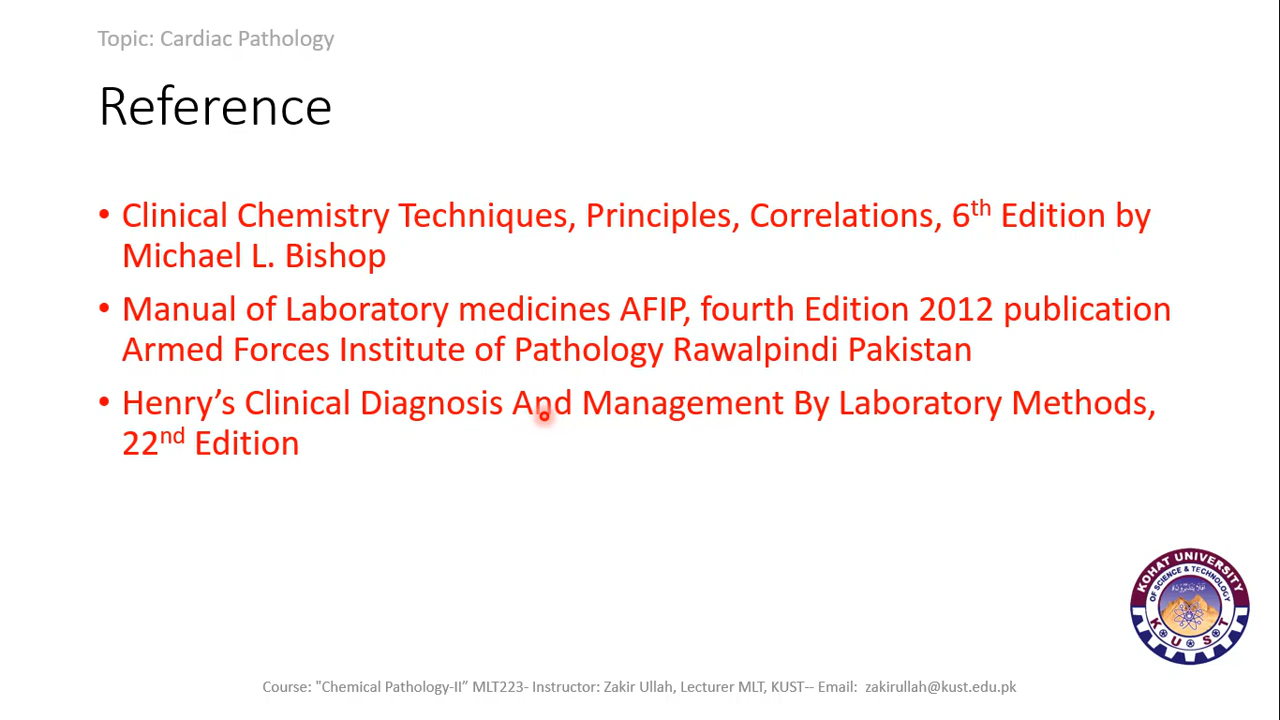 Topic: Cardiac Pathology
Reference
• Clinical Chemistry Techniques, Principles, Correlations, 6th Edition by
Michael L. Bishop
• Manual of Laboratory medicines AFIP, fourth Edition 2012 publication
Armed Forces Institute of Pathology Rawalpindi Pakistan
• Henry’s Clinical Diagnosis And Management By Laboratory Methods,
22nd Edition
KOHAT UNIVERSITY
OF SCIENCE & TECHNOLOGY
K U S T
Course: "Chemical Pathology-II” MLT223- Instructor: Zakir Ullah, Lecturer MLT, KUST-- Email: zakirullah@kust.edu.pk